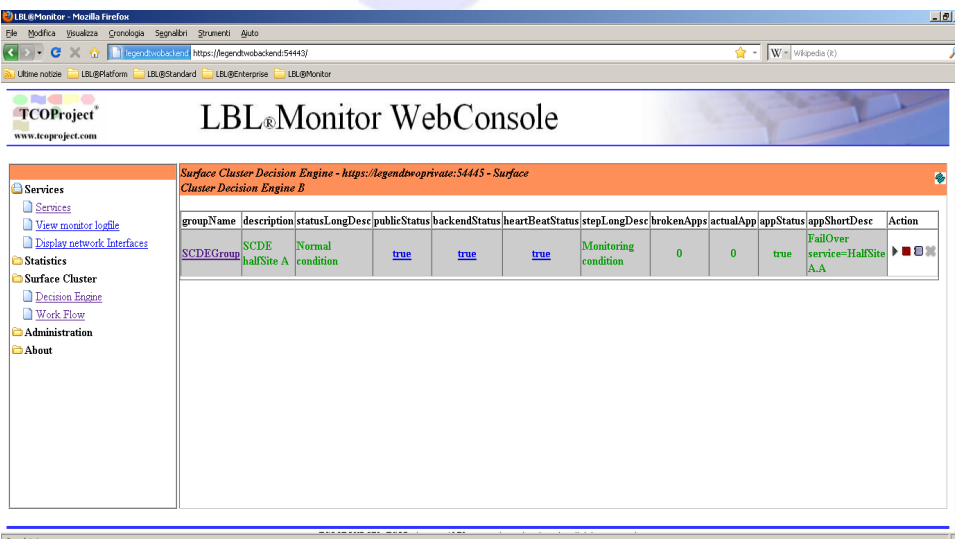 LBL®Monitor - Mozilla Firefox
File Modifica Visualizza Cronologia Segnalibri Strumenti Aiuto
legendtwobackend https://legendtwobackend:54443/
W Wikipedia (it)
Ultime notizie LBL@Platform LBL@Standard LBL@Enterprise LBL@Monitor
TCOProject®
www.tcoproject.com
LBL®Monitor WebConsole
Surface Cluster Decision Engine - https://legendtwoprivate:54445 - Surface
Cluster Decision Engine B
Services
Services
View monitor logfile
Display network Interfaces
Statistics
Surface Cluster
Decision Engine
Work Flow
Administration
About
groupName description statusLongDesc publicStatus backendStatus heartBeatStatus stepLongDesc brokenApps actualApp appStatus appShortDesc Action
SCDEGroup SCDE halfSite A Normal condition true true true Monitoring condition 0 0 true FailOver service=HalfSite A.A